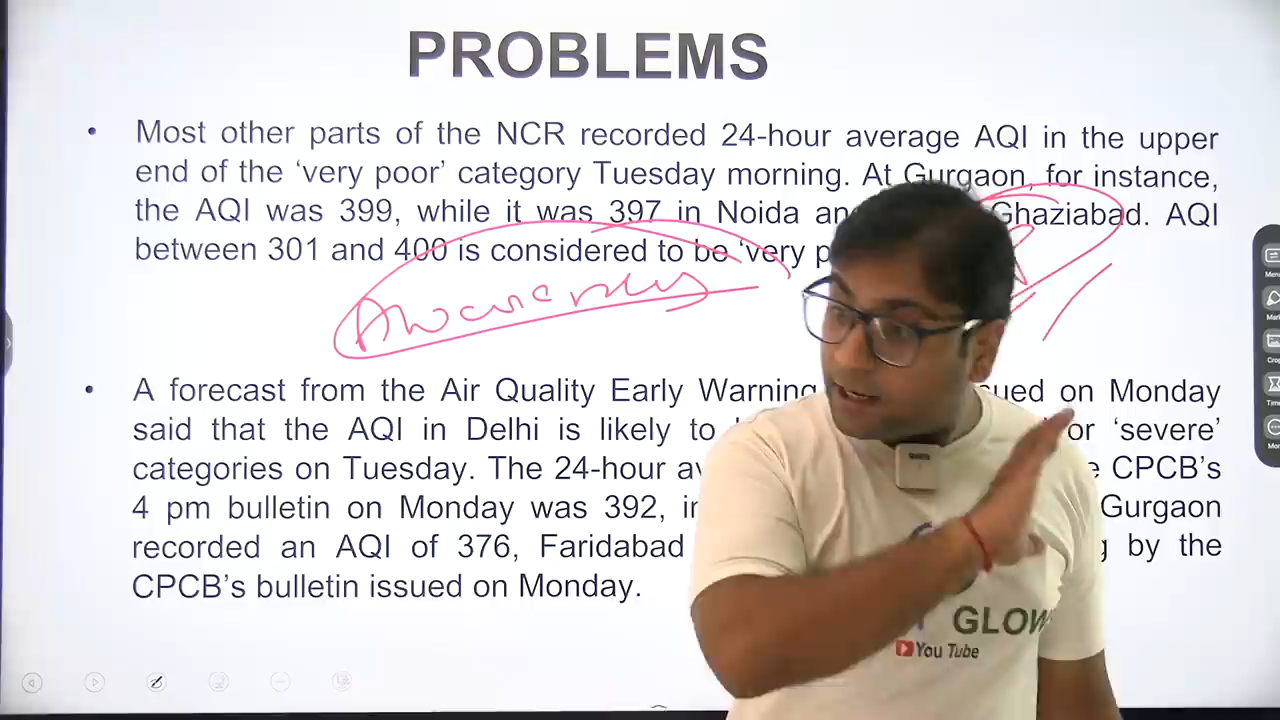 PROBLEMS
• Most other parts of the NCR recorded 24-hour average AQI in the upper
end of the ‘very poor’ category Tuesday morning. At Gurgaon, for instance,
the AQI was 399, while it was 397 in Noida Ghaziabad. AQI
between 301 and 400 is considered to be ‘very
• A forecast from the Air Quality Early Warning on Monday
said that the AQI in Delhi is likely to or ‘severe’
categories on Tuesday. The 24-hour CPCB’s
4 pm bulletin on Monday was 392, Gurgaon
recorded an AQI of 376, Faridabad by the
CPCB’s bulletin issued on Monday.
GLOW
You Tube